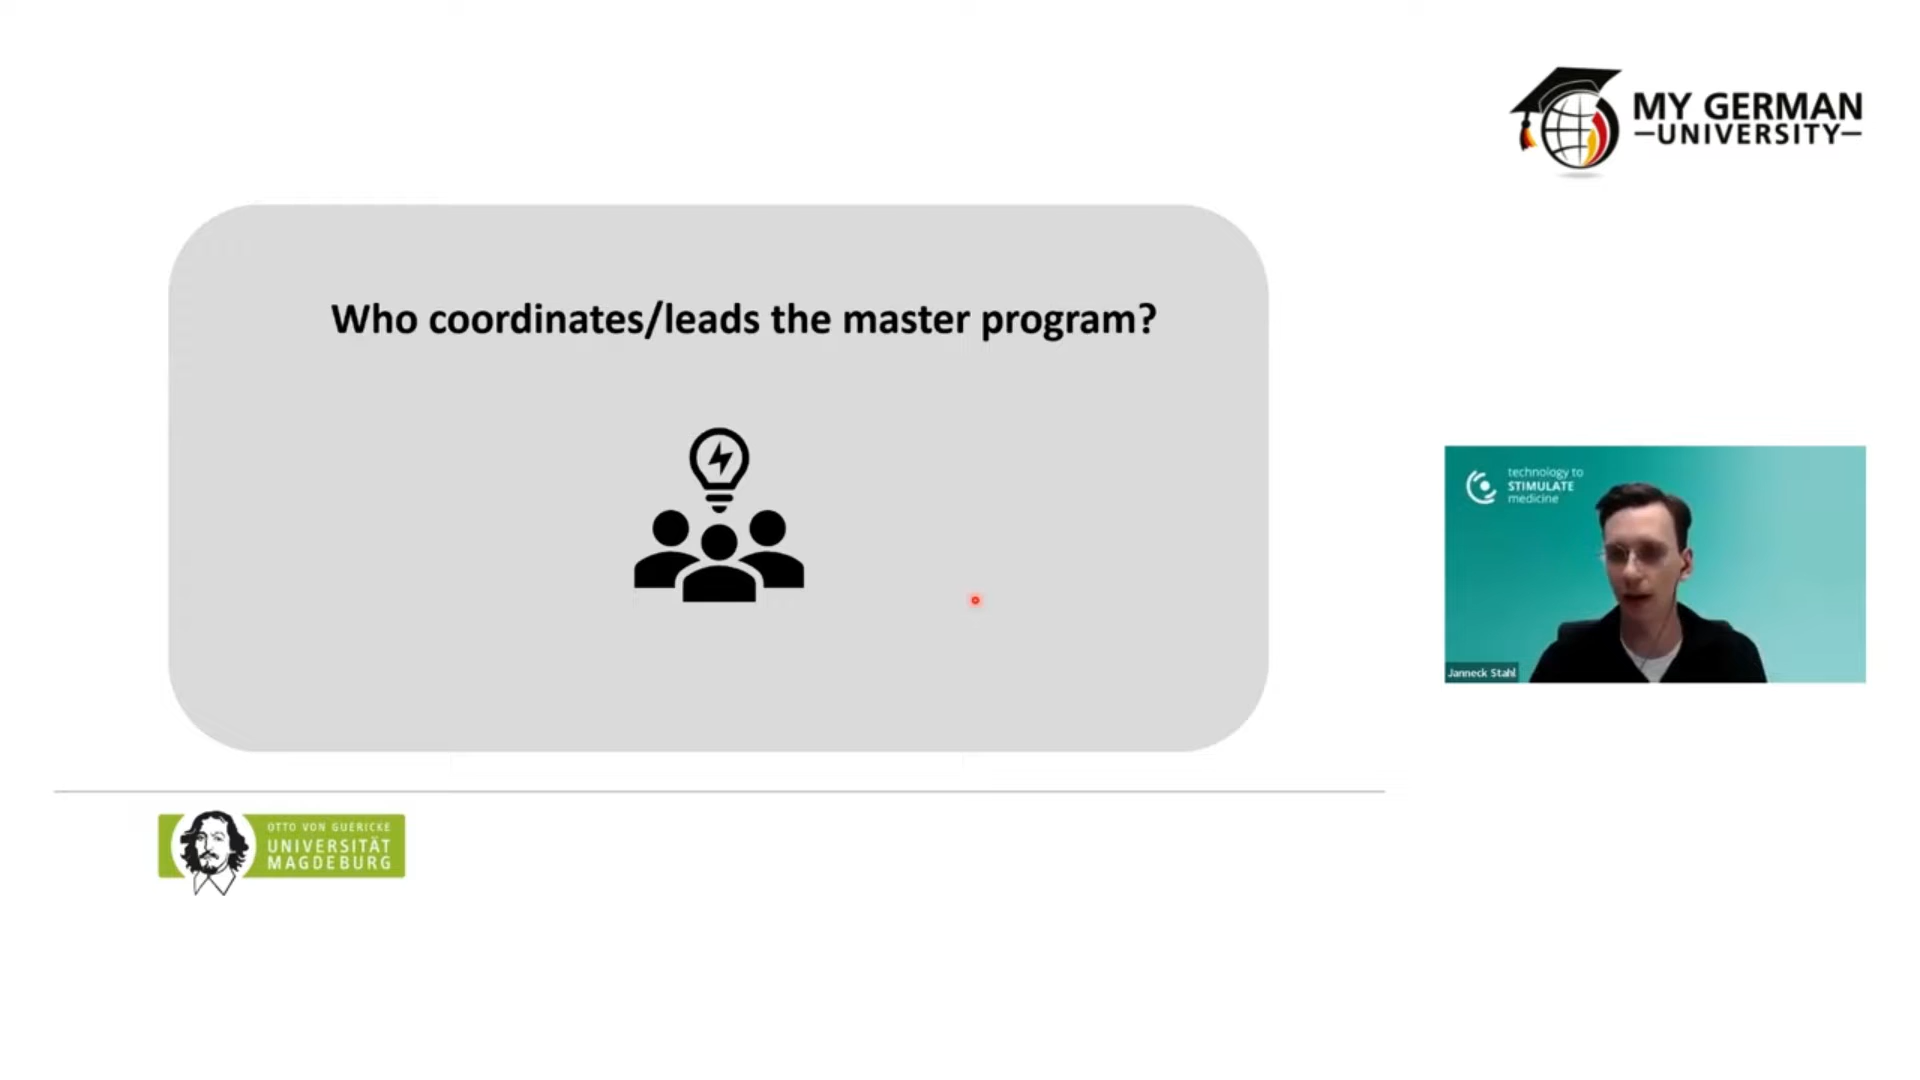 MY GERMAN
UNIVERSITY
Who coordinates/leads the master program?
technology to
STIMULATE
medicine
Janneck Stahl
OTTO VON GUERICKE
UNIVERSITÄT
MAGDEBURG